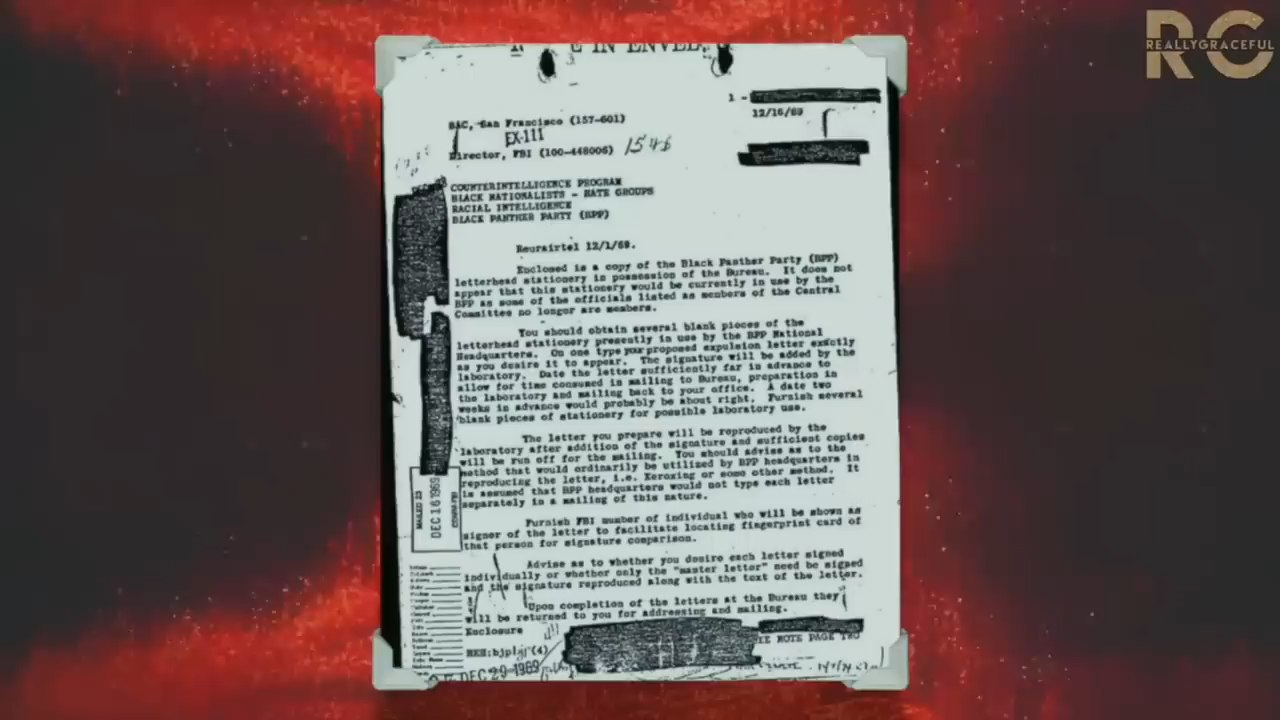 RC
REALLYGRACEFUL
IN ENVEL
1 -
12/16/69
SAC, San Francisco (157-601)
EX-111
Director, FBI (100-448006) 1546
COUNTERINTELLIGENCE PROGRAM
BLACK NATIONALISTS - HATE GROUPS
RACIAL INTELLIGENCE
BLACK PANTHER PARTY (BPP)
Reurairtel 12/1/69.
Enclosed is a copy of the Black Panther Party (BPP)
letterhead stationery in possession of the Bureau. It does not
appear that this stationery would be currently in use by the
BPP as some of the officials listed as members of the Central
Committee no longer are members.
You should obtain several blank pieces of the
letterhead stationery presently in use by the BPP National
Headquarters. On one type your proposed expulsion letter exactly
as you desire it to appear. The signature will be added by the
laboratory. Date the letter sufficiently far in advance to
allow for time consumed in mailing to Bureau, preparation in
the laboratory and mailing back to your office. A date two
weeks in advance would probably be about right. Furnish several
blank pieces of stationery for possible laboratory use.
The letter you prepare will be reproduced by the
laboratory after addition of the signature and sufficient copies
will be run off for the mailing. You should advise as to the
method that would ordinarily be utilized by BPP headquarters in
reproducing the letter, i.e. Xeroxing or some other method. It
is assumed that BPP headquarters would not type each letter
separately in a mailing of this nature.
Furnish FBI number of individual who will be shown as
signer of the letter to facilitate locating fingerprint card of
that person for signature comparison.
Advise as to whether you desire each letter signed
individually or whether only the "master letter" need be signed
and the signature reproduced along with the text of the letter.
Upon completion of the letters at the Bureau they
will be returned to you for addressing and mailing.
Enclosure
NOTE PAGE TWO
DEC 29 1969
MAILED
DEC 16 1969
COMM-FBI